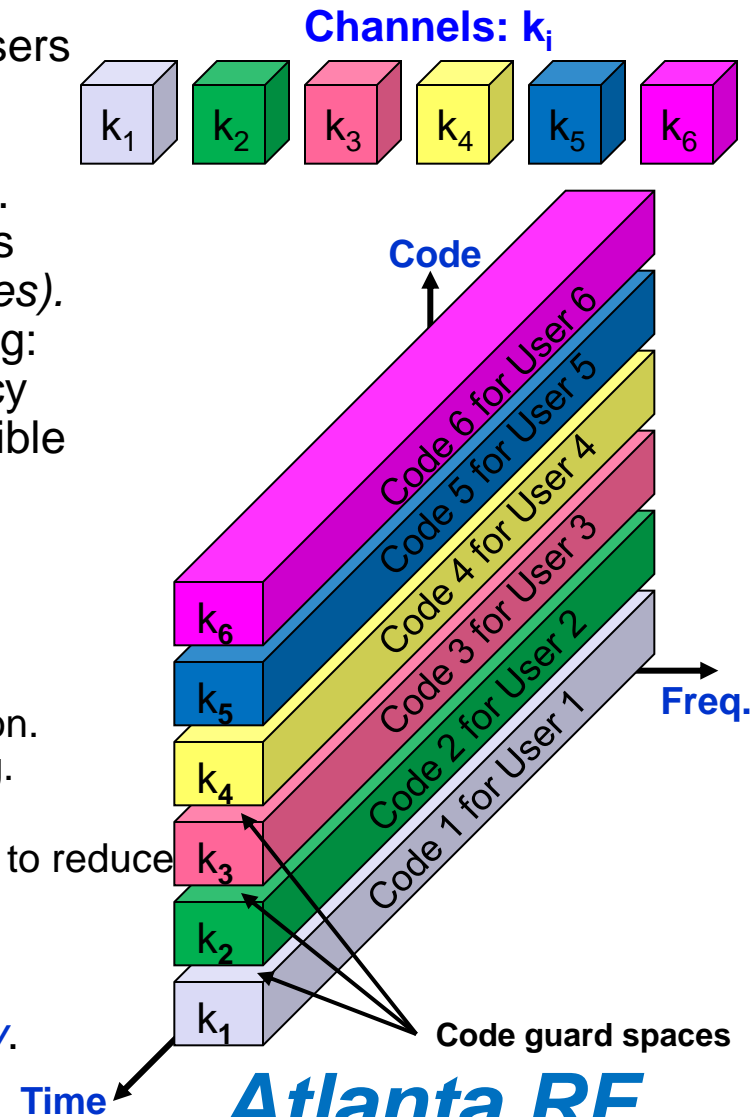 Channels: kᵢ
sers
k₁ k₂ k₃ k₄ k₅ k₆
.
s
es).
g:
cy
ible
Code
Code 6 for User 6
Code 5 for User 5
Code 4 for User 4
Code 3 for User 3
Code 2 for User 2
Code 1 for User 1
Freq.
k₆
k₅
k₄
k₃
k₂
k₁
on.
to reduce
Code guard spaces
y.
Time
Atlanta RF